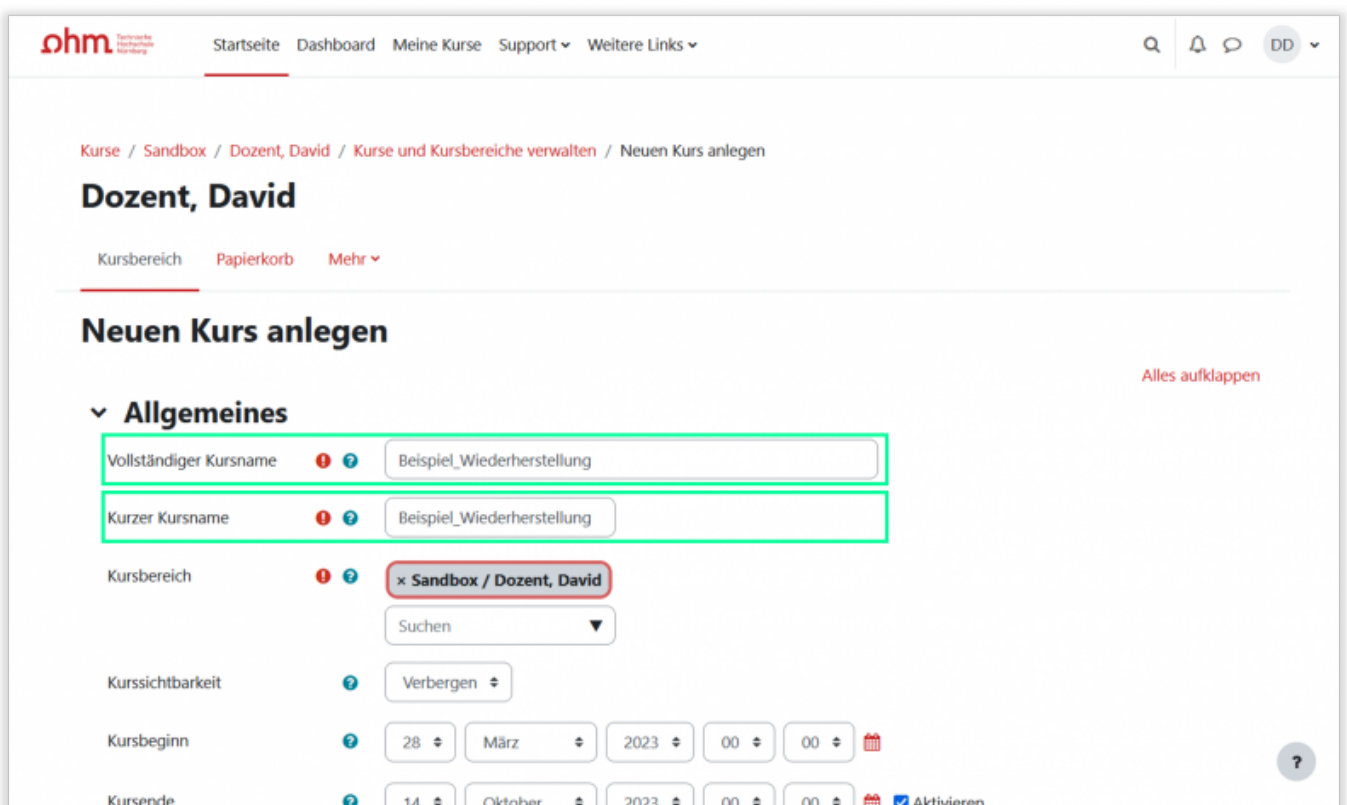 ohm Technische Hochschule Nürnberg
Startseite Dashboard Meine Kurse Support Weitere Links DD
Kurse / Sandbox / Dozent, David / Kurse und Kursbereiche verwalten / Neuen Kurs anlegen
Dozent, David
Kursbereich Papierkorb Mehr
Neuen Kurs anlegen
Alles aufklappen
Allgemeines
Vollständiger Kursname ! ? Beispiel_Wiederherstellung
Kurzer Kursname ! ? Beispiel_Wiederherstellung
Kursbereich ! ? × Sandbox / Dozent, David
Suchen ▼
Kurssichtbarkeit ? Verbergen
Kursbeginn ? 28 März 2023 00 00
?
Kursende ? 14 Oktober 2023 00 00 Aktivieren